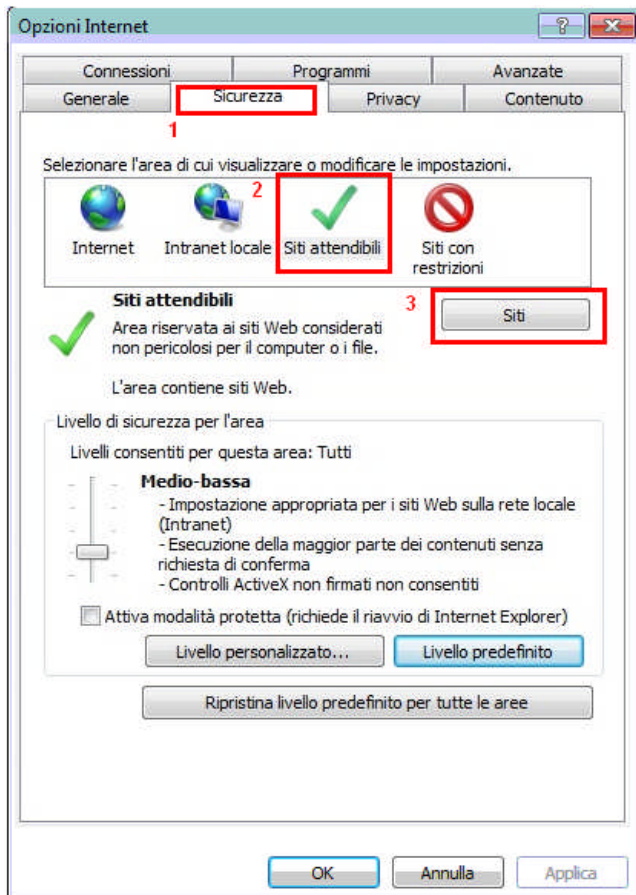 Opzioni Internet
Connessioni Programmi Avanzate
Generale Sicurezza Privacy Contenuto
1
Selezionare l'area di cui visualizzare o modificare le impostazioni.
2
Internet Intranet locale Siti attendibili Siti con
restrizioni
Siti attendibili
3
Siti
Area riservata ai siti Web considerati
non pericolosi per il computer o i file.
L'area contiene siti Web.
Livello di sicurezza per l'area
Livelli consentiti per questa area: Tutti
Medio-bassa
- Impostazione appropriata per i siti Web sulla rete locale
(Intranet)
- Esecuzione della maggior parte dei contenuti senza
richiesta di conferma
- Controlli ActiveX non firmati non consentiti
Attiva modalità protetta (richiede il riavvio di Internet Explorer)
Livello personalizzato... Livello predefinito
Ripristina livello predefinito per tutte le aree
OK Annulla Applica